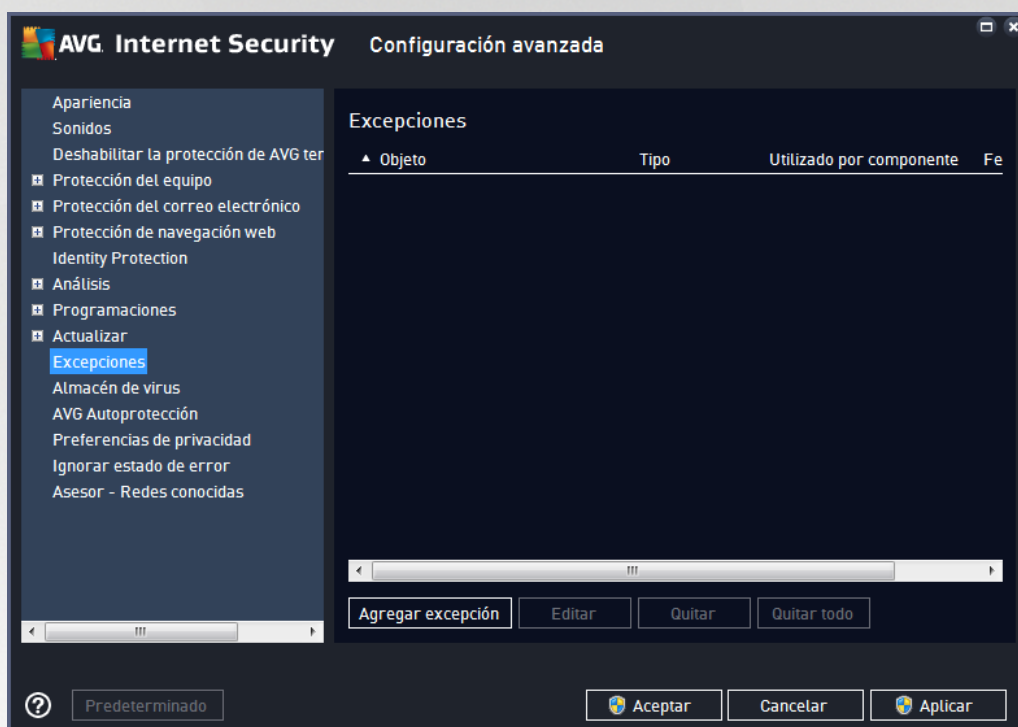 AVG. Internet Security Configuración avanzada
Apariencia
Sonidos
Deshabilitar la protección de AVG ter
Protección del equipo
Protección del correo electrónico
Protección de navegación web
Identity Protection
Análisis
Programaciones
Actualizar
Excepciones
Almacén de virus
AVG Autoprotección
Preferencias de privacidad
Ignorar estado de error
Asesor - Redes conocidas
Excepciones
Objeto Tipo Utilizado por componente Fe
Agregar excepción Editar Quitar Quitar todo
? Predeterminado Aceptar Cancelar Aplicar